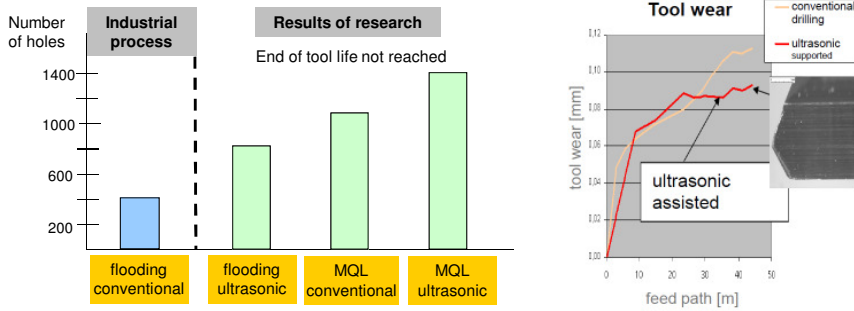 Number
of holes
Industrial
process
Results of research
End of tool life not reached
1400
1000
600
200
flooding
conventional
flooding
ultrasonic
MQL
conventional
MQL
ultrasonic
Tool wear
conventional
drilling
ultrasonic
supported
tool wear [mm]
0,12
0,10
0,08
0,06
0,04
0,02
0,00
ultrasonic
assisted
0
10
20
30
40
50
feed path [m]